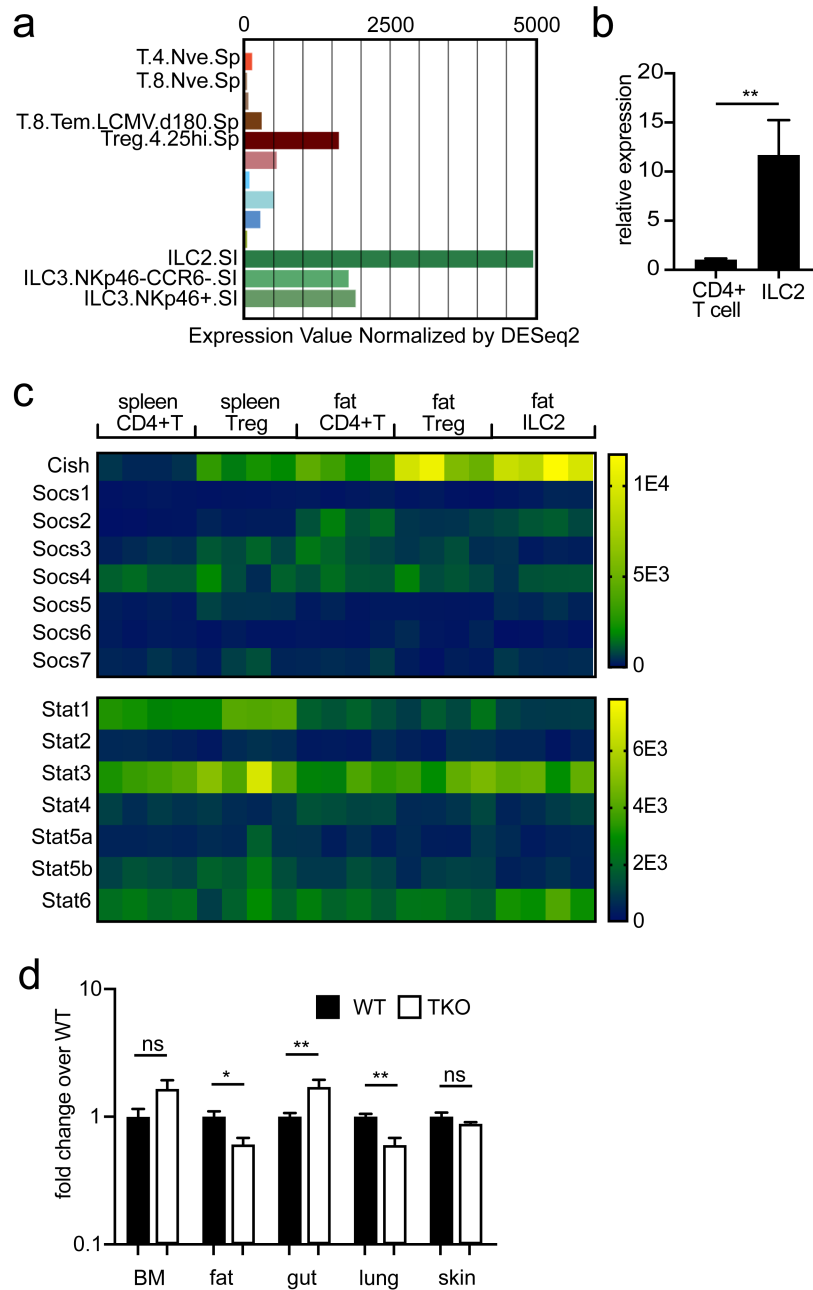 a
0 2500 5000
T.4.Nve.Sp
T.8.Nve.Sp
T.8.Tem.LCMV.d180.Sp
Treg.4.25hi.Sp
ILC2.SI
ILC3.NKp46-CCR6-.SI
ILC3.NKp46+.SI
Expression Value Normalized by DESeq2
b
relative expression
20
15
10
5
0
**
CD4+
T cell
ILC2
c
spleen
CD4+T
spleen
Treg
fat
CD4+T
fat
Treg
fat
ILC2
Cish
Socs1
Socs2
Socs3
Socs4
Socs5
Socs6
Socs7
1E4
5E3
0
Stat1
Stat2
Stat3
Stat4
Stat5a
Stat5b
Stat6
6E3
4E3
2E3
0
d
fold change over WT
10
1
0.1
WT TKO
ns
*
**
**
ns
BM fat gut lung skin